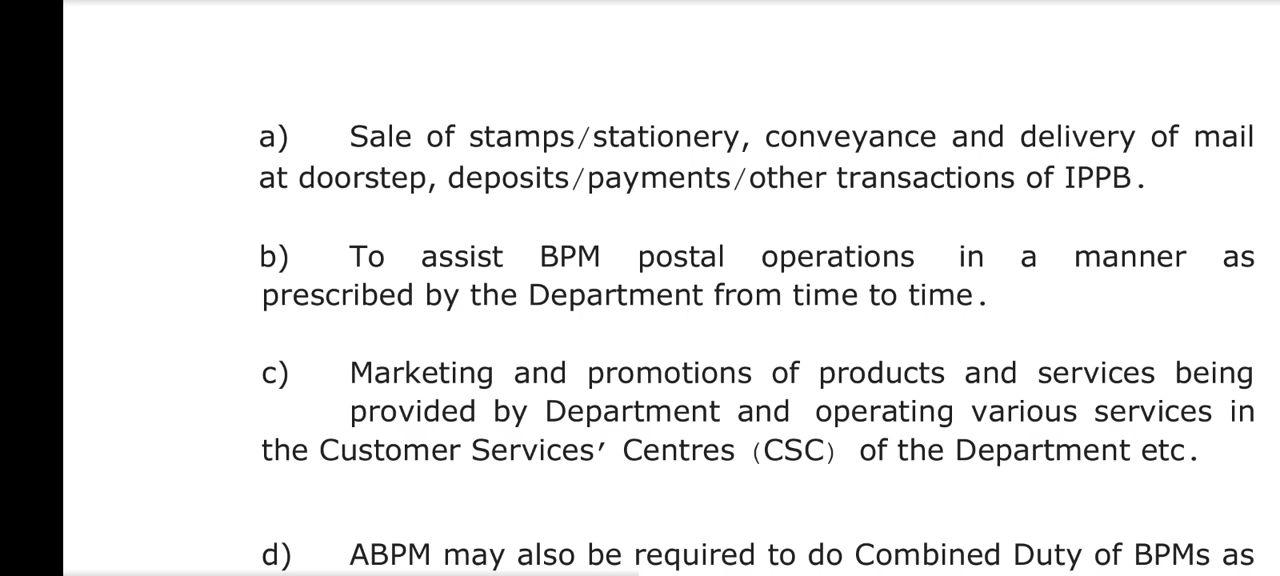 a) Sale of stamps/stationery, conveyance and delivery of mail
at doorstep, deposits/payments/other transactions of IPPB.
b) To assist BPM postal operations in a manner as
prescribed by the Department from time to time.
c) Marketing and promotions of products and services being
provided by Department and operating various services in
the Customer Services’ Centres (CSC) of the Department etc.
d) ABPM may also be required to do Combined Duty of BPMs as